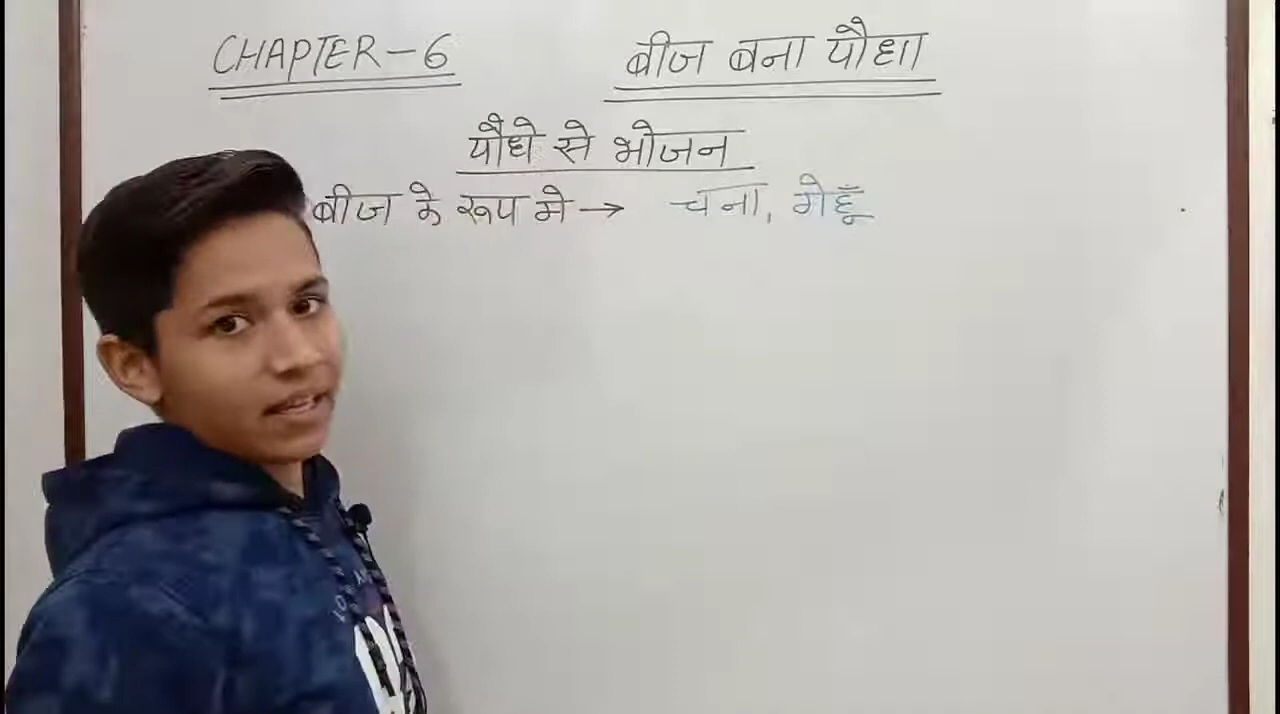 CHAPTER-6 बीज बना पौधा
पौधे से भोजन
बीज के रूप मे → चना, गेहूँ